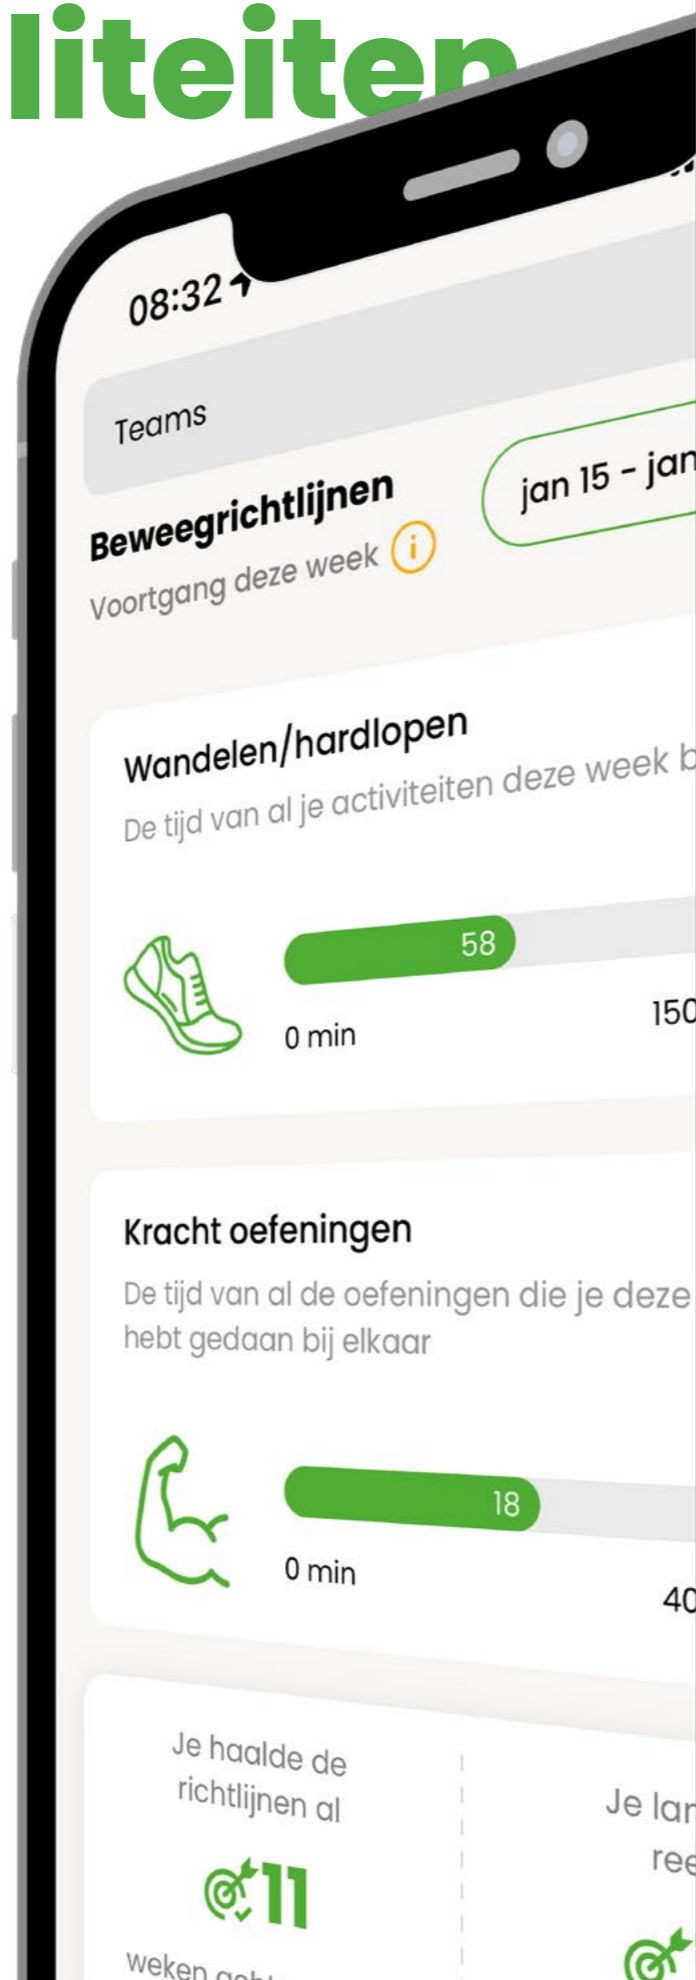 liteiten
08:32
Teams
Beweegrichtlijnen
jan 15 - jan
Voortgang deze week i
Wandelen/hardlopen
De tijd van al je activiteiten deze week b
58
0 min
150
Kracht oefeningen
De tijd van al de oefeningen die je deze
hebt gedaan bij elkaar
18
0 min
40
Je haalde de
richtlijnen al
11
weken
Je lan
ree